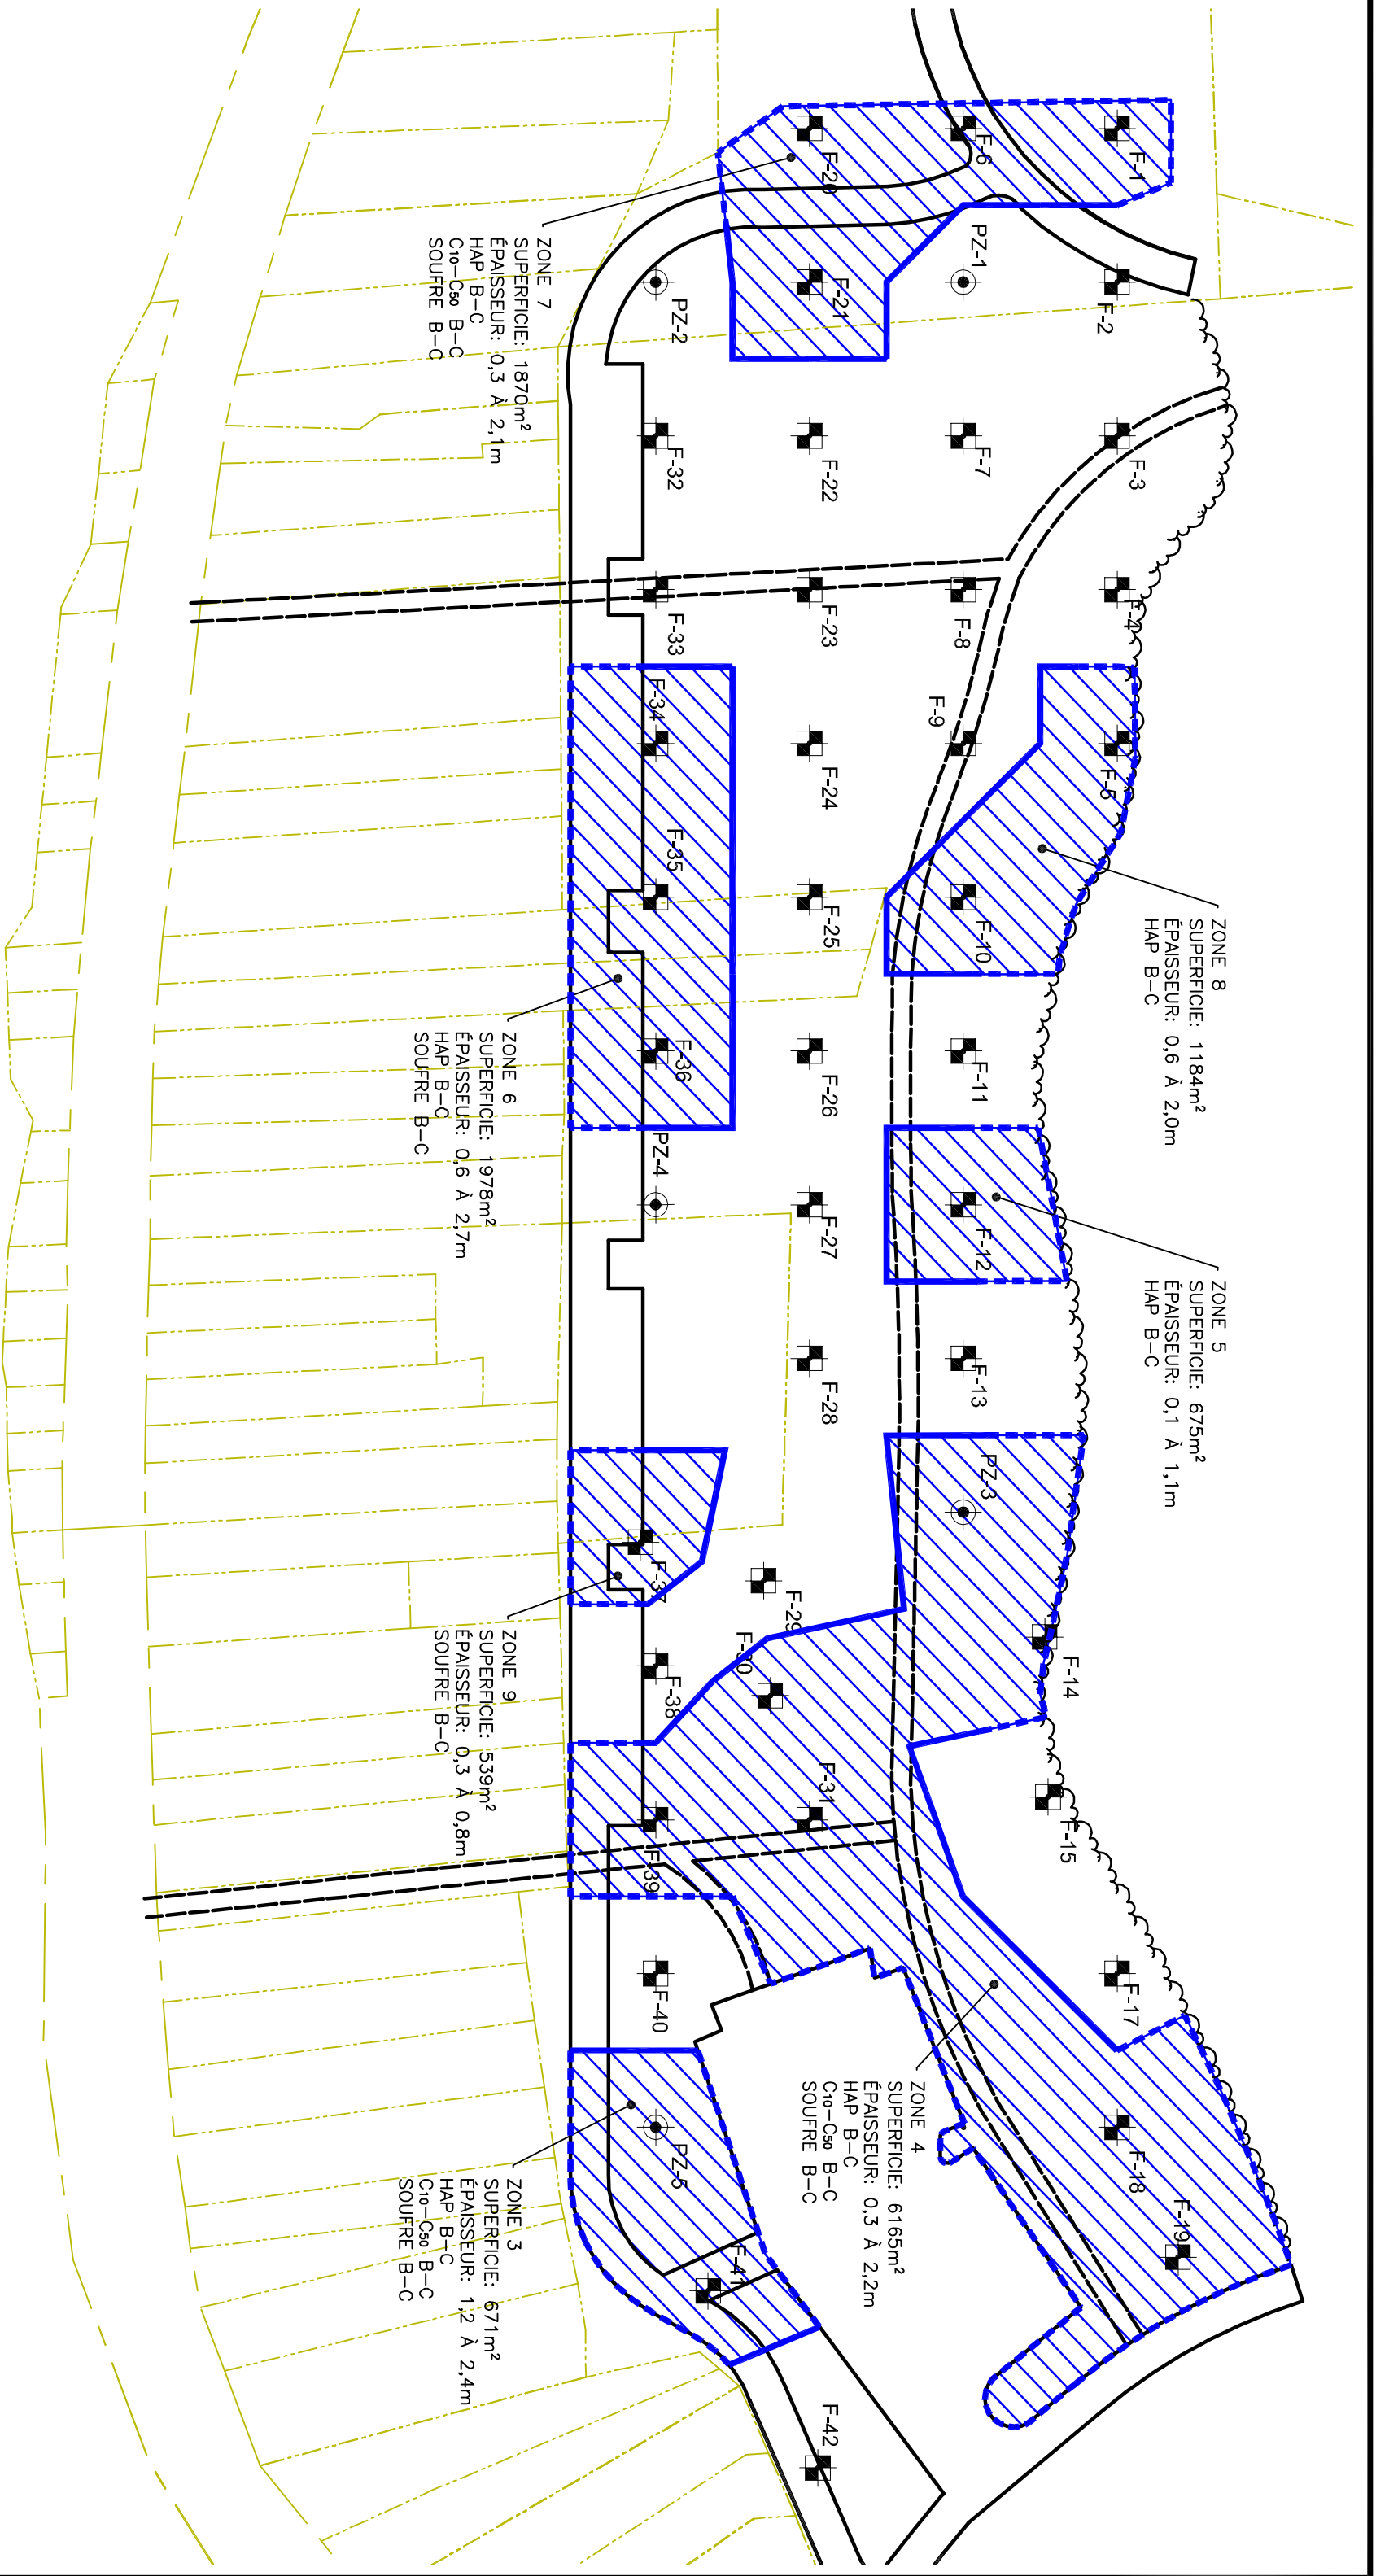 F-1
F-6
F-20
F-2
PZ-1
F-21
PZ-2
ZONE 7
SUPERFICIE: 1870m²
ÉPAISSEUR: 0,3 À 2,1m
HAP B-C
C10-C50 B-C
SOUFRE B-C
F-3
F-7
F-22
F-32
F-4
F-8
F-23
F-33
F-5
F-9
F-24
F-34
F-10
F-25
F-35
ZONE 8
SUPERFICIE: 1184m²
ÉPAISSEUR: 0,6 À 2,0m
HAP B-C
F-11
F-26
F-36
ZONE 6
SUPERFICIE: 1978m²
ÉPAISSEUR: 0,6 À 2,7m
HAP B-C
SOUFRE B-C
F-12
F-27
PZ-4
ZONE 5
SUPERFICIE: 675m²
ÉPAISSEUR: 0,1 À 1,1m
HAP B-C
F-13
F-28
PZ-3
F-29
F-37
F-14
F-30
F-38
ZONE 9
SUPERFICIE: 539m²
ÉPAISSEUR: 0,3 À 0,8m
SOUFRE B-C
F-15
F-31
F-39
F-17
F-40
ZONE 4
SUPERFICIE: 6165m²
ÉPAISSEUR: 0,3 À 2,2m
HAP B-C
C10-C50 B-C
SOUFRE B-C
F-18
PZ-5
F-19
F-41
ZONE 3
SUPERFICIE: 671m²
ÉPAISSEUR: 1,2 À 2,4m
HAP B-C
C10-C50 B-C
SOUFRE B-C
F-42